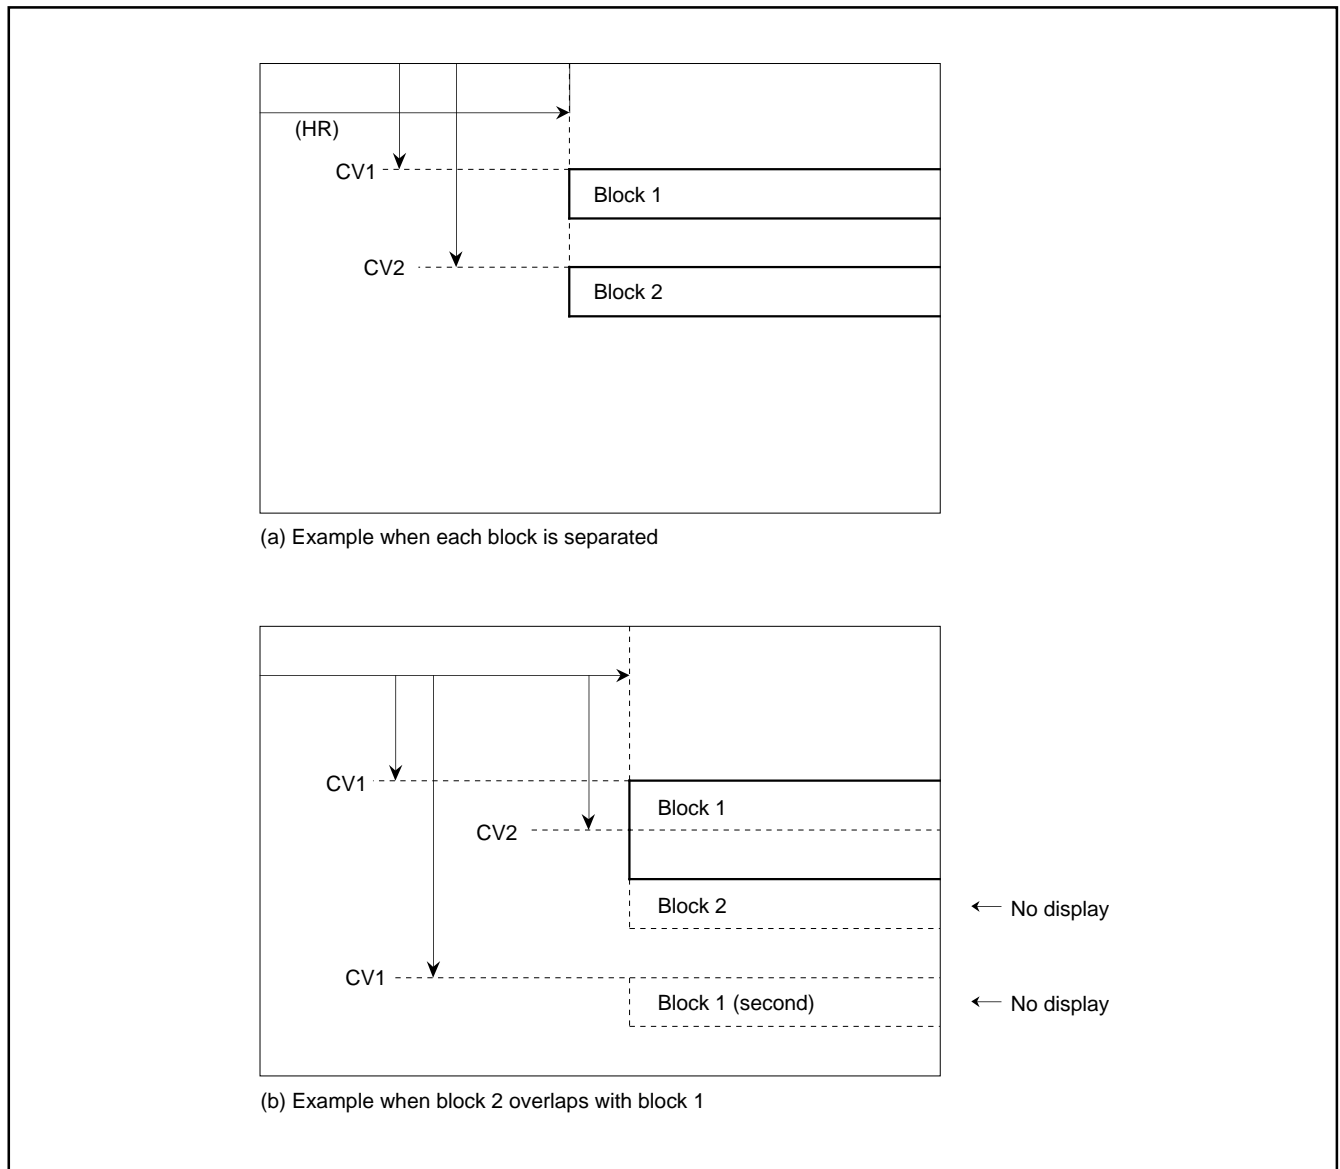 (HR)
CV1
Block 1
CV2
Block 2
(a) Example when each block is separated
CV1
Block 1
CV2
Block 2
No display
CV1
Block 1 (second)
No display
(b) Example when block 2 overlaps with block 1